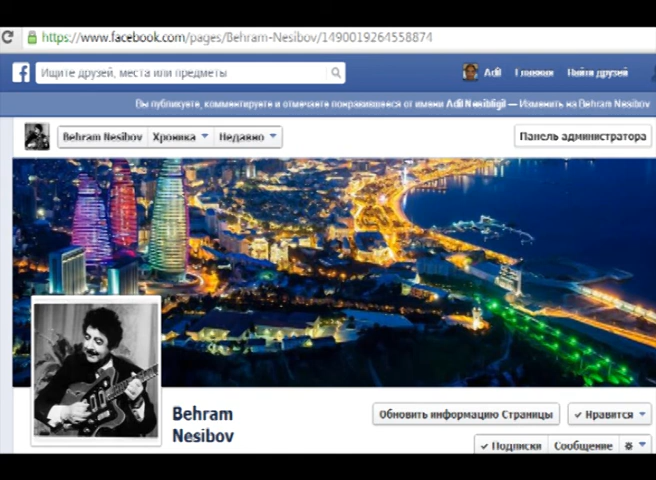 https://www.facebook.com/pages/Behram-Nesibov/1490019264558874
f Ищите друзей, места или предметы Adil Главная Найти друзей
Вы публикуете, комментируете и отмечаете понравившееся от имени Adil Nesibligil — Изменить на Behram Nesibov
Behram Nesibov Хроника Недавно Панель администратора
Behram
Nesibov
Обновить информацию Страницы Нравится
Подписки Сообщение